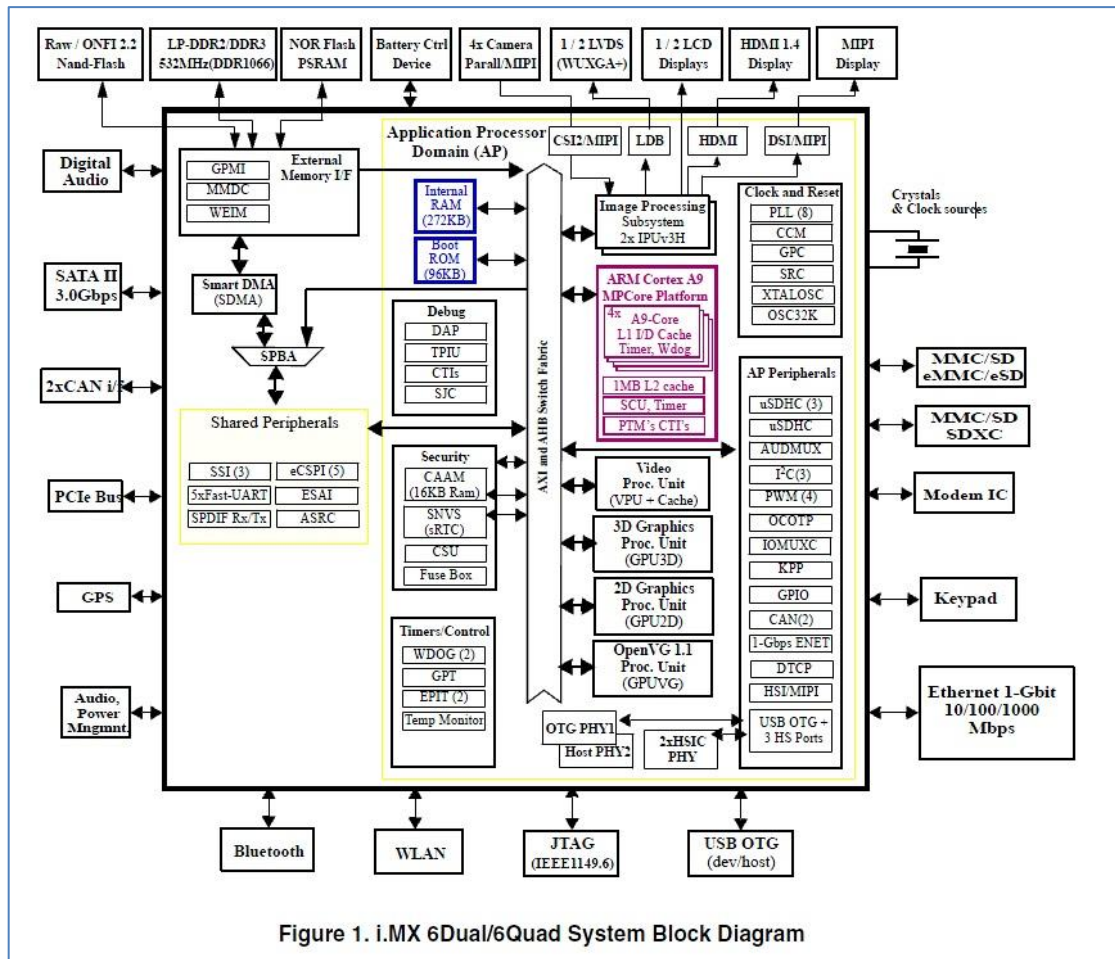 Raw / ONFI 2.2
Nand-Flash
LP-DDR2/DDR3
532MHz(DDR1066)
NOR Flash
PSRAM
Battery Ctrl
Device
4x Camera
Parall/MIPI
1 / 2 LVDS
(WUXGA+)
1 / 2 LCD
Displays
HDMI 1.4
Display
MIPI
Display
Digital
Audio
SATA II
3.0Gbps
2xCAN i/f
PCIe Bus
GPS
Audio,
Power
Mngmnt.
External
Memory I/F
GPMI
MMDC
WEIM
Smart DMA
(SDMA)
SPBA
Shared Peripherals
SSI (3)
eCSPI (5)
5xFast-UART
ESAI
SPDIF Rx/Tx
ASRC
Application Processor
Domain (AP)
Internal
RAM
(272KB)
Boot
ROM
(96KB)
Debug
DAP
TPIU
CTIs
SJC
Security
CAAM
(16KB Ram)
SNVS
(sRTC)
CSU
Fuse Box
Timers/Control
WDOG (2)
GPT
EPIT (2)
Temp Monitor
AXI and AHB Switch Fabric
CSI2/MIPI
LDB
HDMI
DSI/MIPI
Image Processing
Subsystem
2x IPUv3H
ARM Cortex A9
MPCore Platform
4x
A9-Core
L1 I/D Cache
Timer, Wdog
1MB L2 cache
SCU, Timer
PTM's CTI's
Video
Proc. Unit
(VPU + Cache)
3D Graphics
Proc. Unit
(GPU3D)
2D Graphics
Proc. Unit
(GPU2D)
OpenVG 1.1
Proc. Unit
(GPUVG)
OTG PHY1
Host PHY2
2xHSIC
PHY
Clock and Reset
PLL (8)
CCM
GPC
SRC
XTALOSC
OSC32K
AP Peripherals
uSDHC (3)
uSDHC
AUDMUX
I²C(3)
PWM (4)
OCOTP
IOMUXC
KPP
GPIO
CAN(2)
1-Gbps ENET
DTCP
HSI/MIPI
USB OTG +
3 HS Ports
Crystals
& Clock sources
MMC/SD
eMMC/eSD
MMC/SD
SDXC
Modem IC
Keypad
Ethernet 1-Gbit
10/100/1000
Mbps
Bluetooth
WLAN
JTAG
(IEEE1149.6)
USB OTG
(dev/host)
Figure 1. i.MX 6Dual/6Quad System Block Diagram